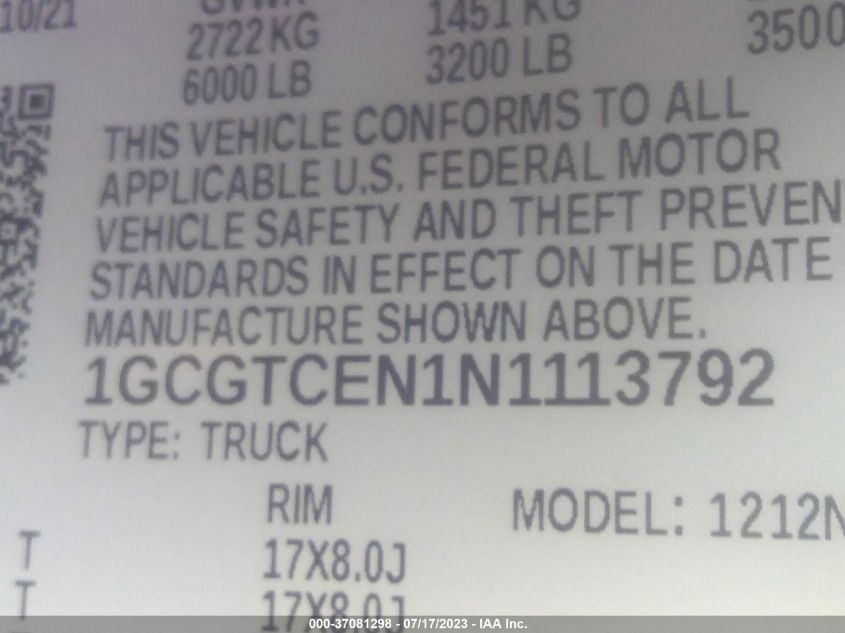 10/21 GVWR 1451 KG
2722 KG 3500
6000 LB 3200 LB
THIS VEHICLE CONFORMS TO ALL
APPLICABLE U.S. FEDERAL MOTOR
VEHICLE SAFETY AND THEFT PREVEN
STANDARDS IN EFFECT ON THE DATE
MANUFACTURE SHOWN ABOVE.
1GCGTCEN1N1113792
TYPE: TRUCK
RIM MODEL: 1212N
T 17X8.0J
T 17X8.0J
000-37081298 - 07/17/2023 - IAA Inc.